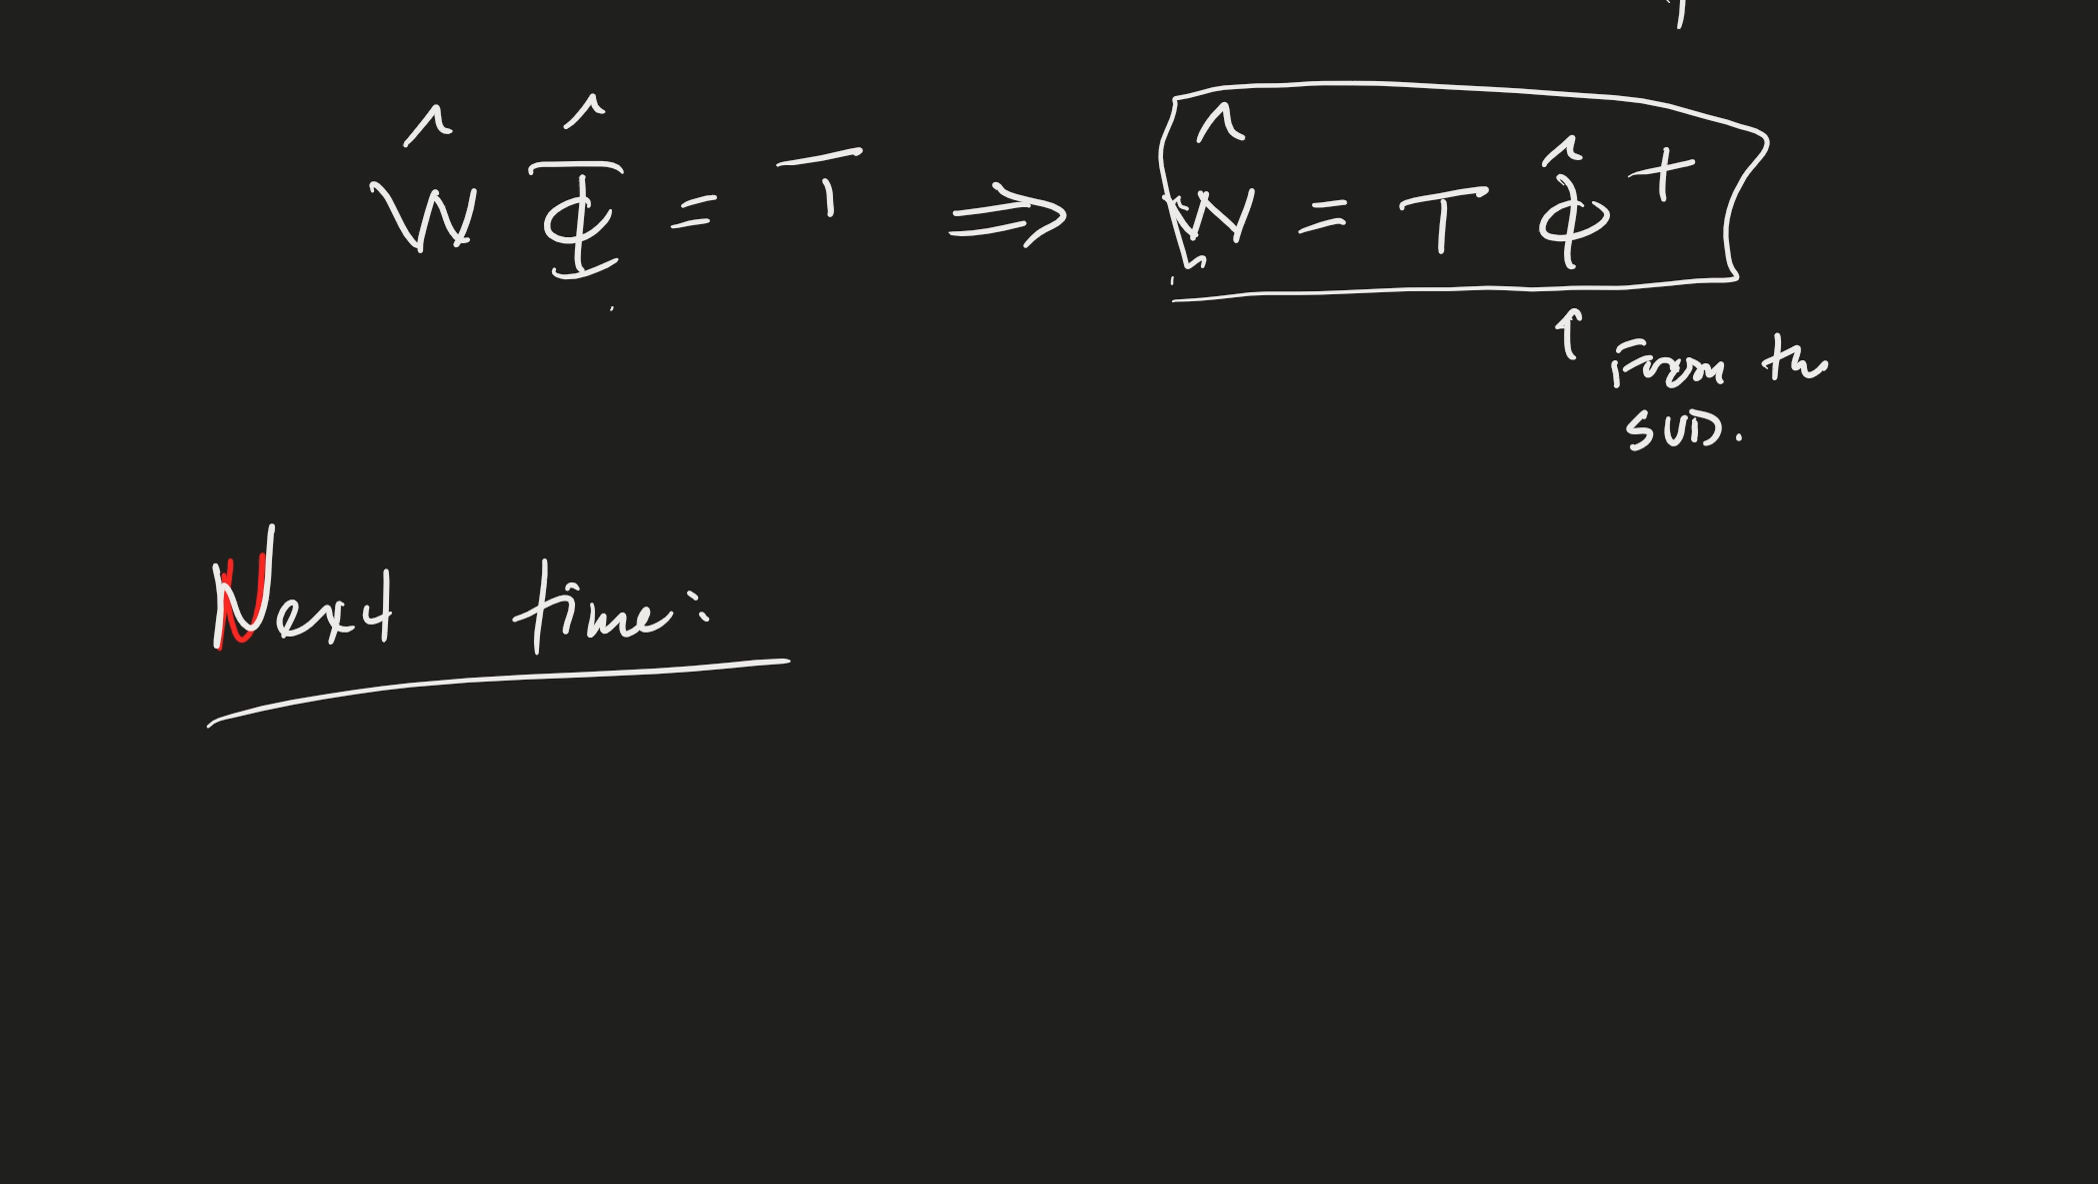 Ŵ Φ̂ = T ⇒ Ŵ = T Φ̂⁺
↑ From the
SVD.
Next time: